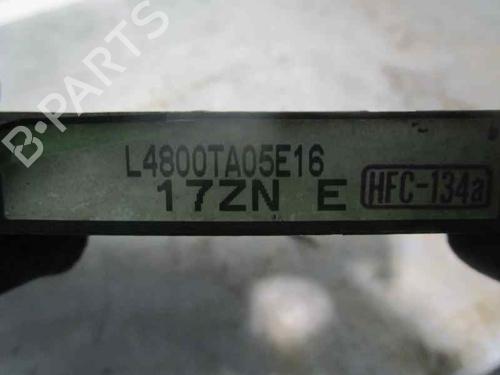 B-PARTS
L4800TA05E16
17ZN E HFC-134a